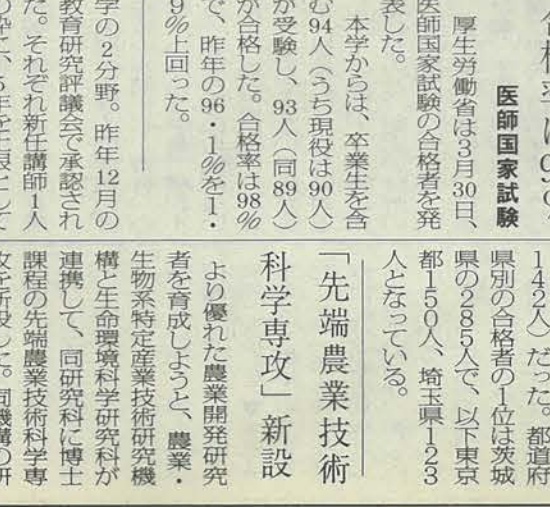 合格率は9
医師国家試験
厚生労働省は3月30日、
医師国家試験の合格者を発
表した。
本学からは、卒業生を含
む94人（うち現役は90人）
が受験し、93人（同89人）
が合格した。合格率は98%
で、昨年の96・1%を1・
9%上回った。
学の2分野。昨年12月の
教育研究評議会で承認され
た。それぞれ新任講師1人
142人）だった。都道府
県別の合格者の1位は茨城
県の285人で、以下東京
都150人、埼玉県123
人となっている。
「先端農業技術
科学専攻」新設
より優れた農業開発研究
者を育成しようと、農業・
生物系特定産業技術研究機
構と生命環境科学研究科が
連携して、同研究科に博士
課程の先端農業技術科学専
攻を新設した。同機構の研